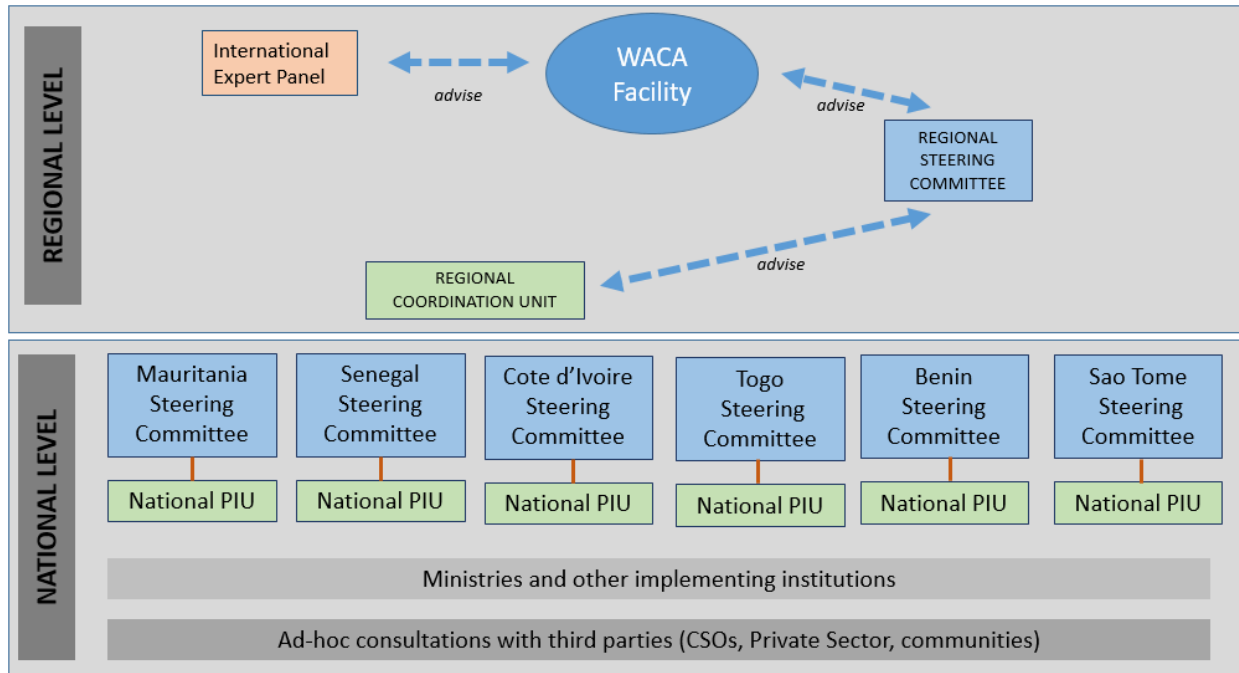 REGIONAL LEVEL
International
Expert Panel
advise
WACA
Facility
advise
REGIONAL
STEERING
COMMITTEE
advise
REGIONAL
COORDINATION UNIT
NATIONAL LEVEL
Mauritania
Steering
Committee
Senegal
Steering
Committee
Cote d'Ivoire
Steering
Committee
Togo
Steering
Committee
Benin
Steering
Committee
Sao Tome
Steering
Committee
National PIU
National PIU
National PIU
National PIU
National PIU
National PIU
Ministries and other implementing institutions
Ad-hoc consultations with third parties (CSOs, Private Sector, communities)